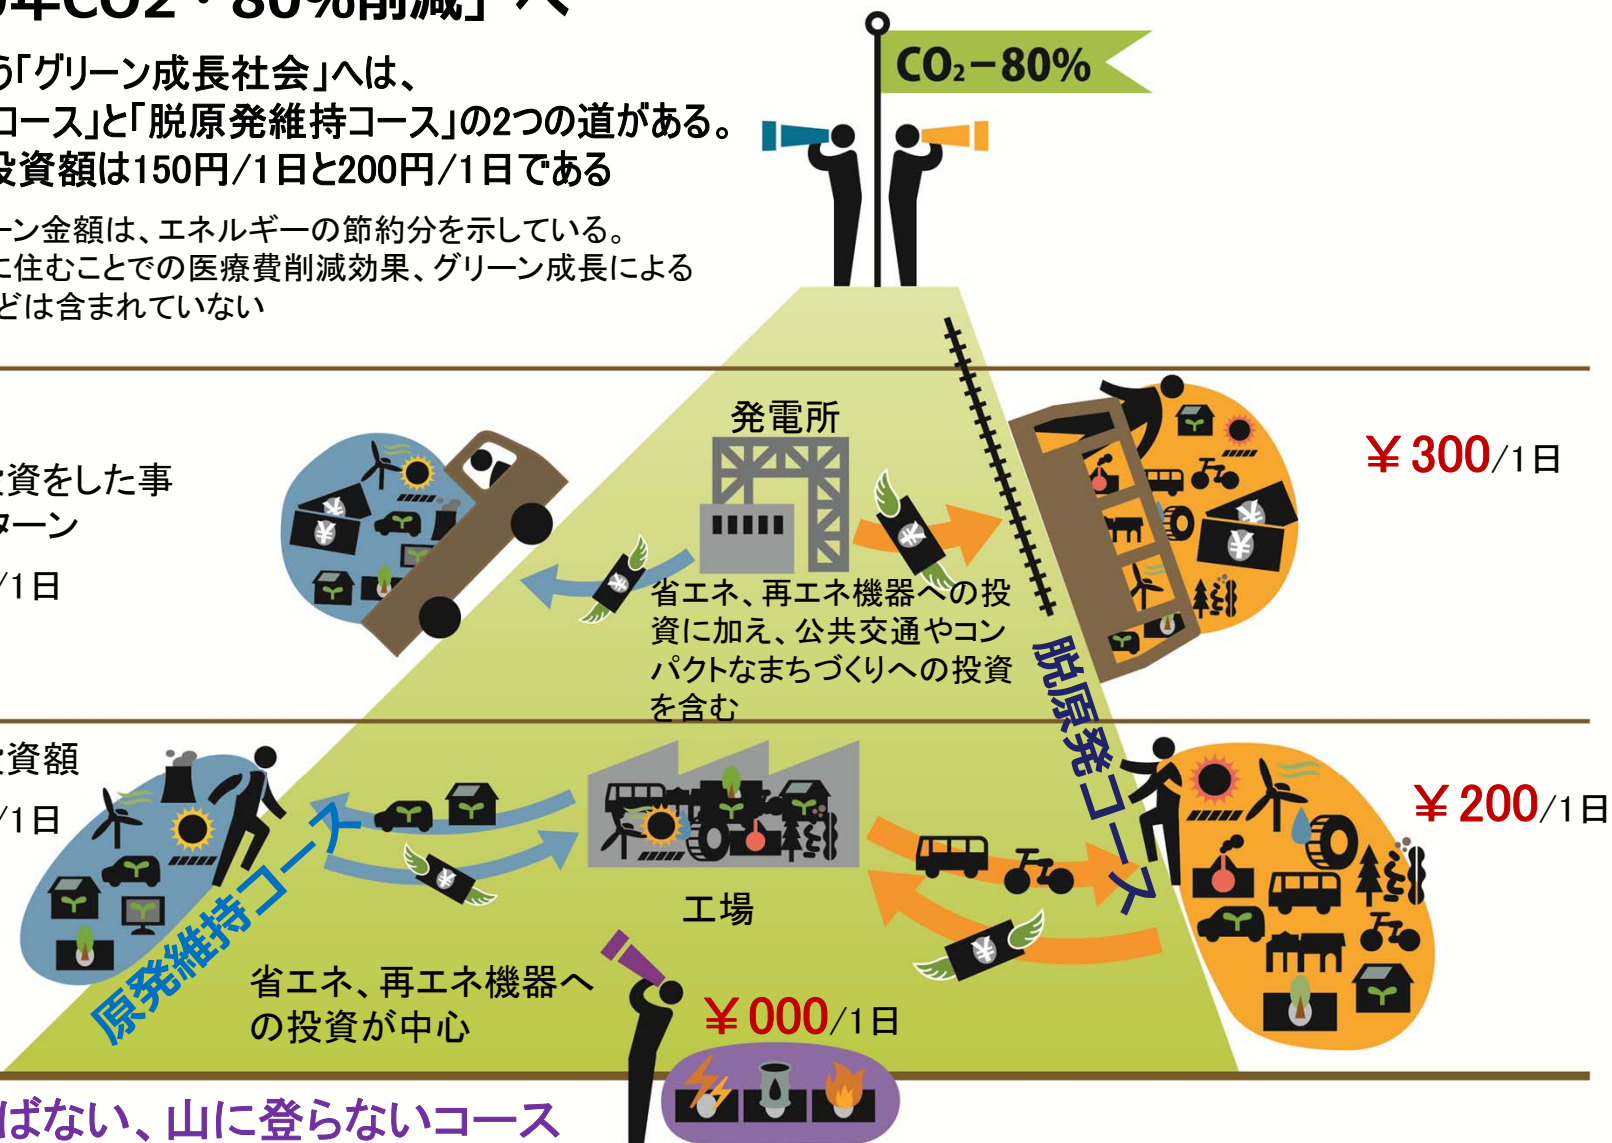 年CO2・80%削減」へ
「グリーン成長社会」へは、
コース」と「脱原発維持コース」の2つの道がある。
投資額は150円/1日と200円/1日である
ーン金額は、エネルギーの節約分を示している。
に住むことでの医療費削減効果、グリーン成長による
どは含まれていない
CO₂−80%
発電所
投資をした事
ターン
/1日
¥300/1日
省エネ、再エネ機器への投
資に加え、公共交通やコン
パクトなまちづくりへの投資
を含む
脱原発コース
投資額
/1日
¥200/1日
工場
原発維持コース
省エネ、再エネ機器へ
の投資が中心
¥000/1日
ばない、山に登らないコース